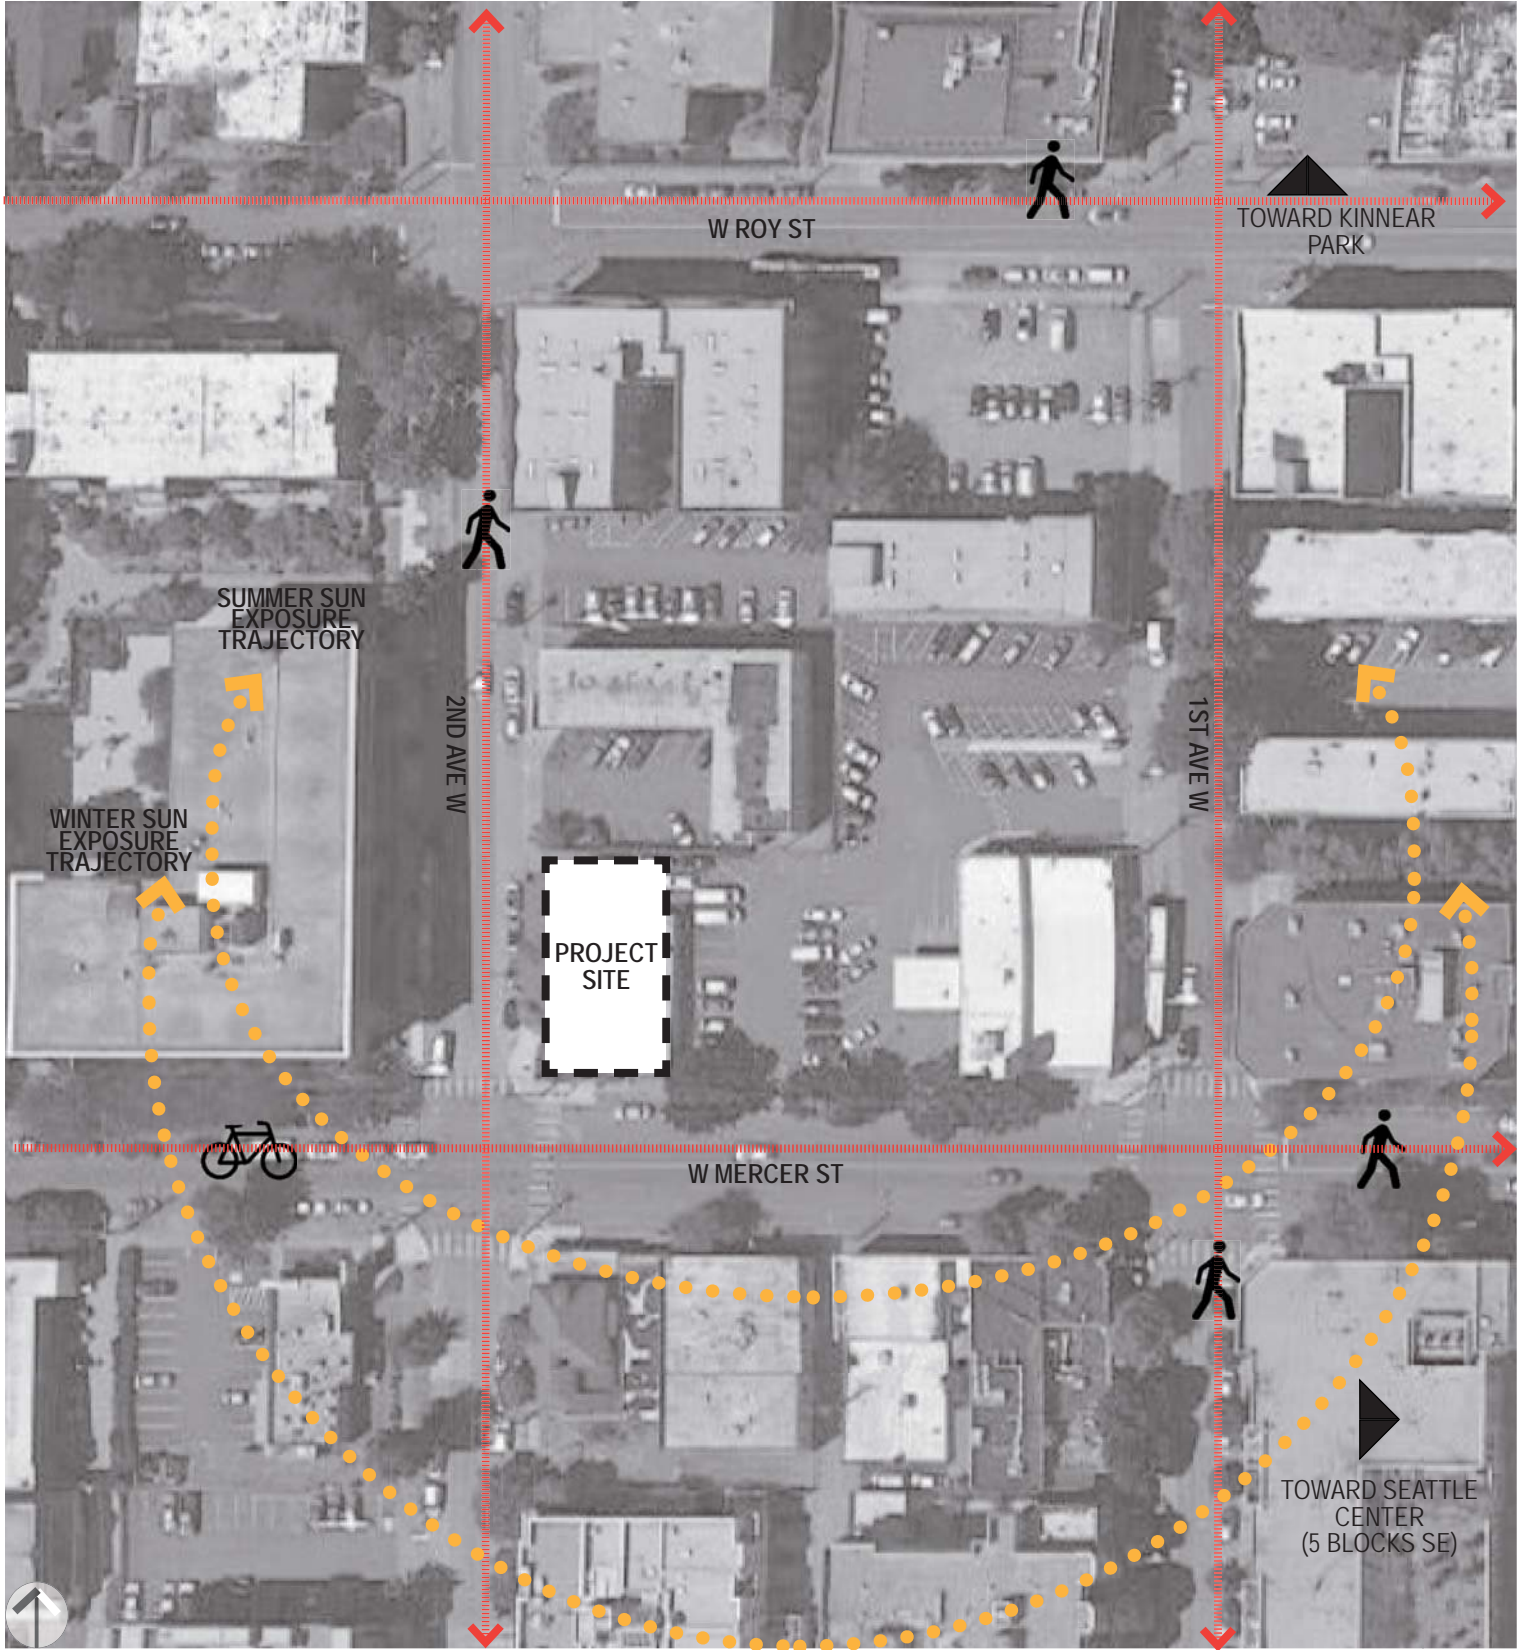 W ROY ST
TOWARD KINNEAR
PARK
SUMMER SUN
EXPOSURE
TRAJECTORY
2ND AVE W
1ST AVE W
WINTER SUN
EXPOSURE
TRAJECTORY
PROJECT
SITE
W MERCER ST
TOWARD SEATTLE
CENTER
(5 BLOCKS SE)